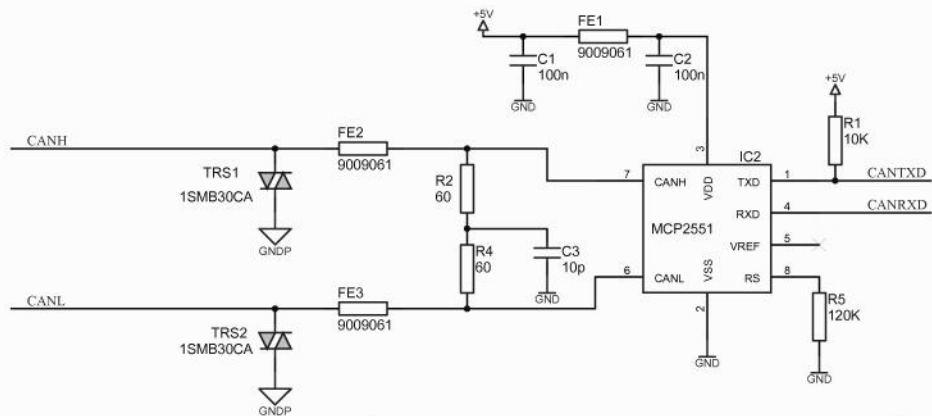 +5V
FE1
9009061
C1
100n
C2
100n
GND
GND
+5V
R1
10K
CANH
FE2
9009061
TRS1
1SMB30CA
GNDP
R2
60
R4
60
C3
10p
GND
IC2
3
VDD
7
CANH
TXD
1
CANTXD
RXD
4
CANRXD
MCP2551
VREF
5
6
CANL
VSS
RS
8
2
GND
R5
120K
GND
CANL
FE3
9009061
TRS2
1SMB30CA
GNDP